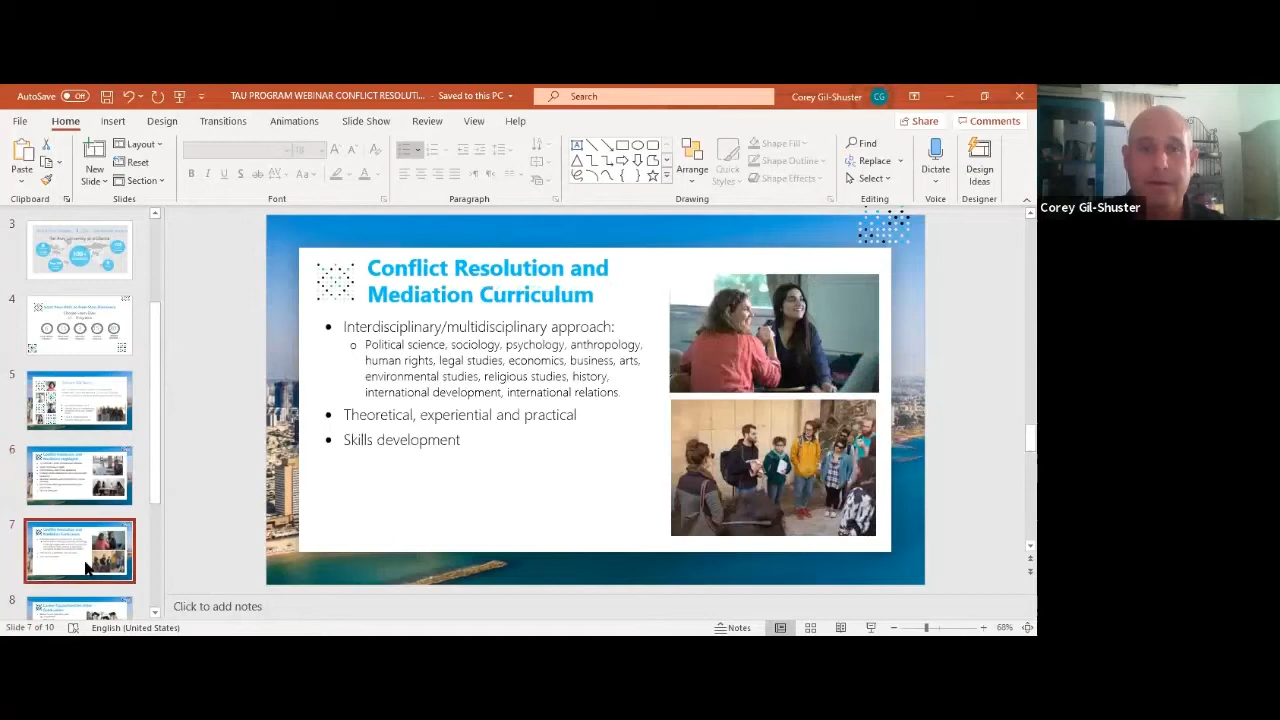 AutoSave Off
TAU PROGRAM WEBINAR CONFLICT RESOLUTI... - Saved to this PC
Search
Corey Gil-Shuster
CG
File Home Insert Design Transitions Animations Slide Show Review View Help
Share Comments
Paste
New Slide
Layout
Reset
Section
18
B I U S ab AV Aa A
Arrange
Quick Styles
Shape Fill
Shape Outline
Shape Effects
Find
Replace
Select
Dictate
Design Ideas
Clipboard Slides Font Paragraph Drawing Editing Voice Designer
Corey Gil-Shuster
3
4
5
6
7
8
Conflict Resolution and
Mediation Curriculum
• Interdisciplinary/multidisciplinary approach:
o Political science, sociology, psychology, anthropology,
human rights, legal studies, economics, business, arts,
environmental studies, religious studies, history,
international development, international relations.
• Theoretical, experiential and practical
• Skills development
Click to add notes
Slide 7 of 10 English (United States) Notes 68%